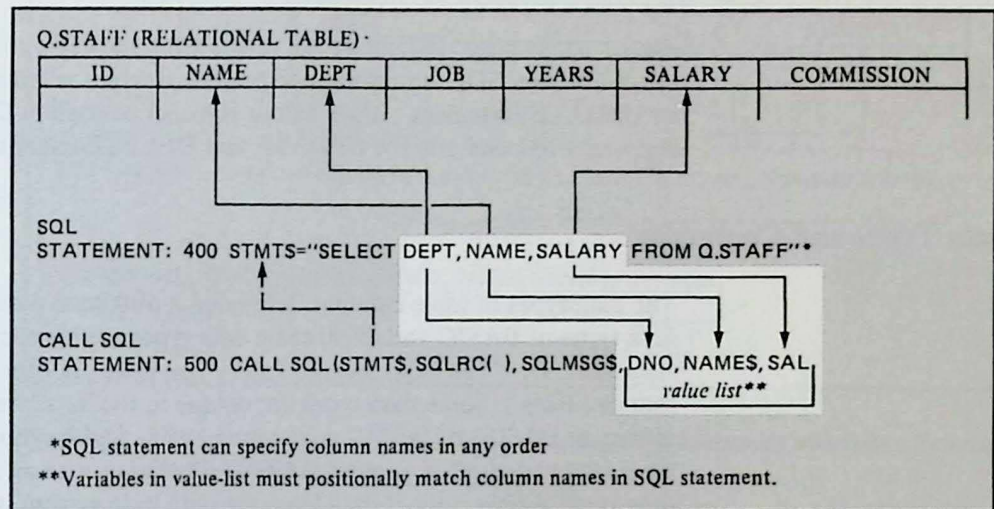 Q.STAFF (RELATIONAL TABLE)
ID NAME DEPT JOB YEARS SALARY COMMISSION
SQL
STATEMENT: 400 STMT$="SELECT DEPT, NAME, SALARY FROM Q.STAFF"*
CALL SQL
STATEMENT: 500 CALL SQL (STMT$, SQLRC( ), SQLMSG$, DNO, NAME$, SAL
value list**
*SQL statement can specify column names in any order
**Variables in value-list must positionally match column names in SQL statement.